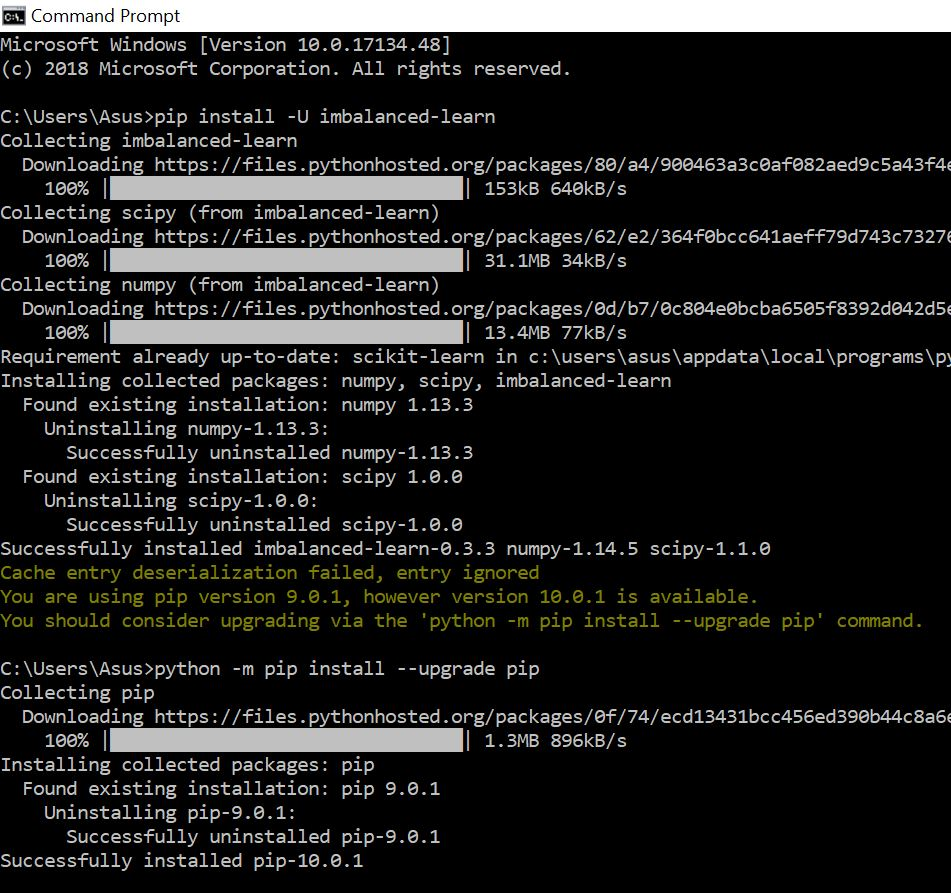 Command Prompt
Microsoft Windows [Version 10.0.17134.48]
(c) 2018 Microsoft Corporation. All rights reserved.
C:\Users\Asus>pip install -U imbalanced-learn
Collecting imbalanced-learn
Downloading https://files.pythonhosted.org/packages/80/a4/900463a3c0af082aed9c5a43f4e
100% | | 153kB 640kB/s
Collecting scipy (from imbalanced-learn)
Downloading https://files.pythonhosted.org/packages/62/e2/364f0bcc641aeff79d743c73276
100% | | 31.1MB 34kB/s
Collecting numpy (from imbalanced-learn)
Downloading https://files.pythonhosted.org/packages/0d/b7/0c804e0bcba6505f8392d042d5e
100% | | 13.4MB 77kB/s
Requirement already up-to-date: scikit-learn in c:\users\asus\appdata\local\programs\py
Installing collected packages: numpy, scipy, imbalanced-learn
Found existing installation: numpy 1.13.3
Uninstalling numpy-1.13.3:
Successfully uninstalled numpy-1.13.3
Found existing installation: scipy 1.0.0
Uninstalling scipy-1.0.0:
Successfully uninstalled scipy-1.0.0
Successfully installed imbalanced-learn-0.3.3 numpy-1.14.5 scipy-1.1.0
Cache entry deserialization failed, entry ignored
You are using pip version 9.0.1, however version 10.0.1 is available.
You should consider upgrading via the 'python -m pip install --upgrade pip' command.
C:\Users\Asus>python -m pip install --upgrade pip
Collecting pip
Downloading https://files.pythonhosted.org/packages/0f/74/ecd13431bcc456ed390b44c8a6e
100% | | 1.3MB 896kB/s
Installing collected packages: pip
Found existing installation: pip 9.0.1
Uninstalling pip-9.0.1:
Successfully uninstalled pip-9.0.1
Successfully installed pip-10.0.1